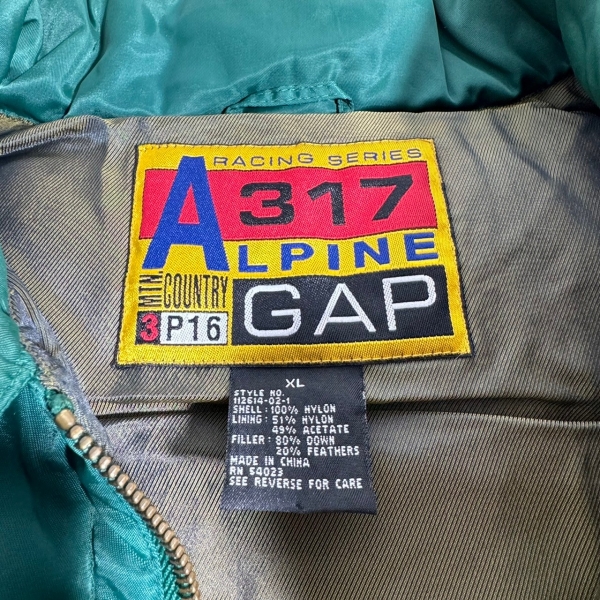 RACING SERIES
A 317
ALPINE
MTN. COUNTRY
3 P16
GAP
XL
STYLE NO.
112614-02-1
SHELL: 100% NYLON
LINING: 51% NYLON
49% ACETATE
FILLER: 80% DOWN
20% FEATHERS
MADE IN CHINA
RN 54023
SEE REVERSE FOR CARE